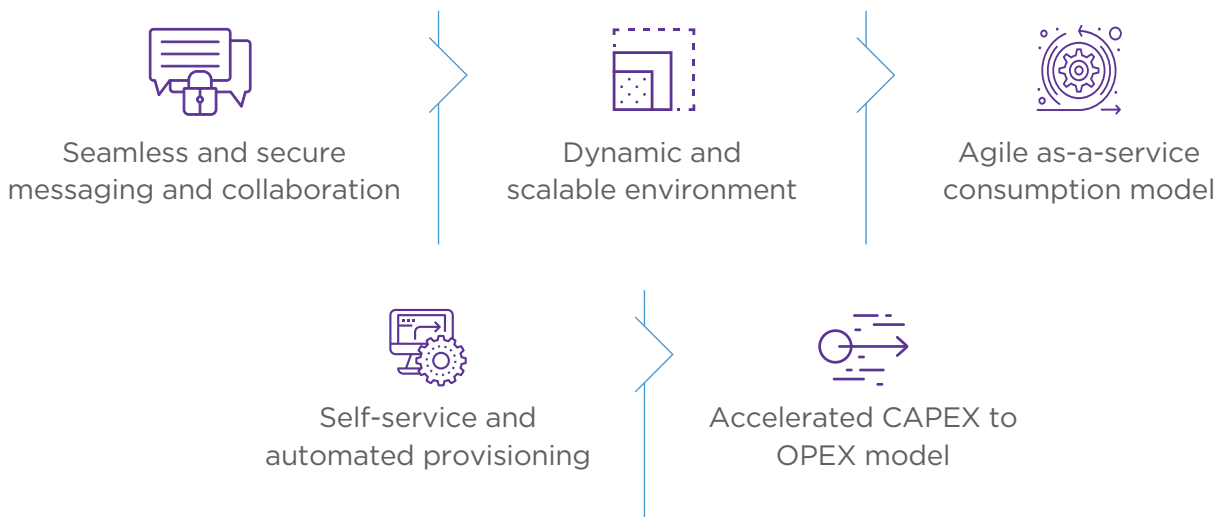 Seamless and secure
messaging and collaboration
Dynamic and
scalable environment
Agile as-a-service
consumption model
Self-service and
automated provisioning
Accelerated CAPEX to
OPEX model